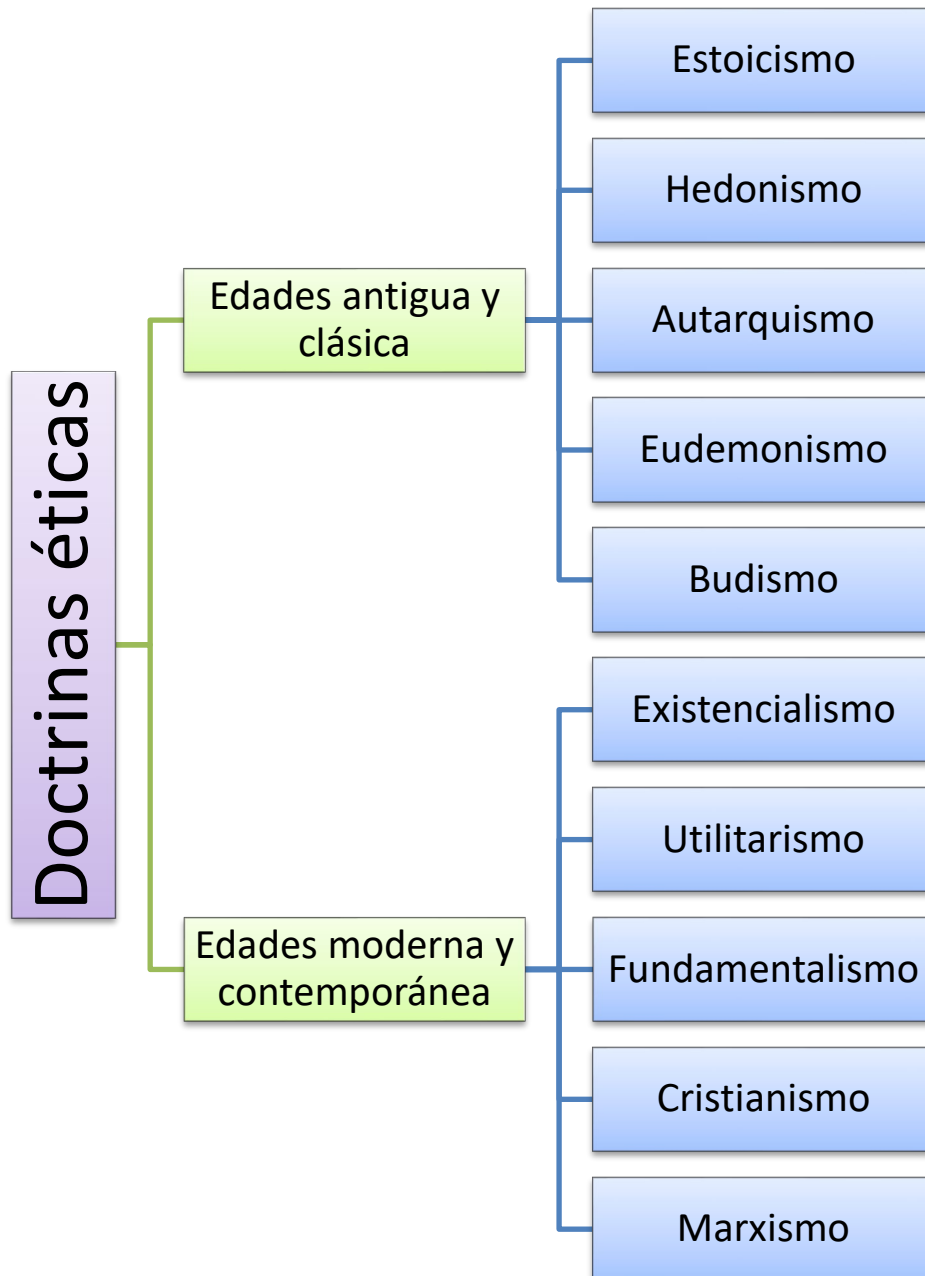 Doctrinas éticas
Edades antigua y
clásica
Estoicismo
Hedonismo
Autarquismo
Eudemonismo
Budismo
Edades moderna y
contemporánea
Existencialismo
Utilitarismo
Fundamentalismo
Cristianismo
Marxismo